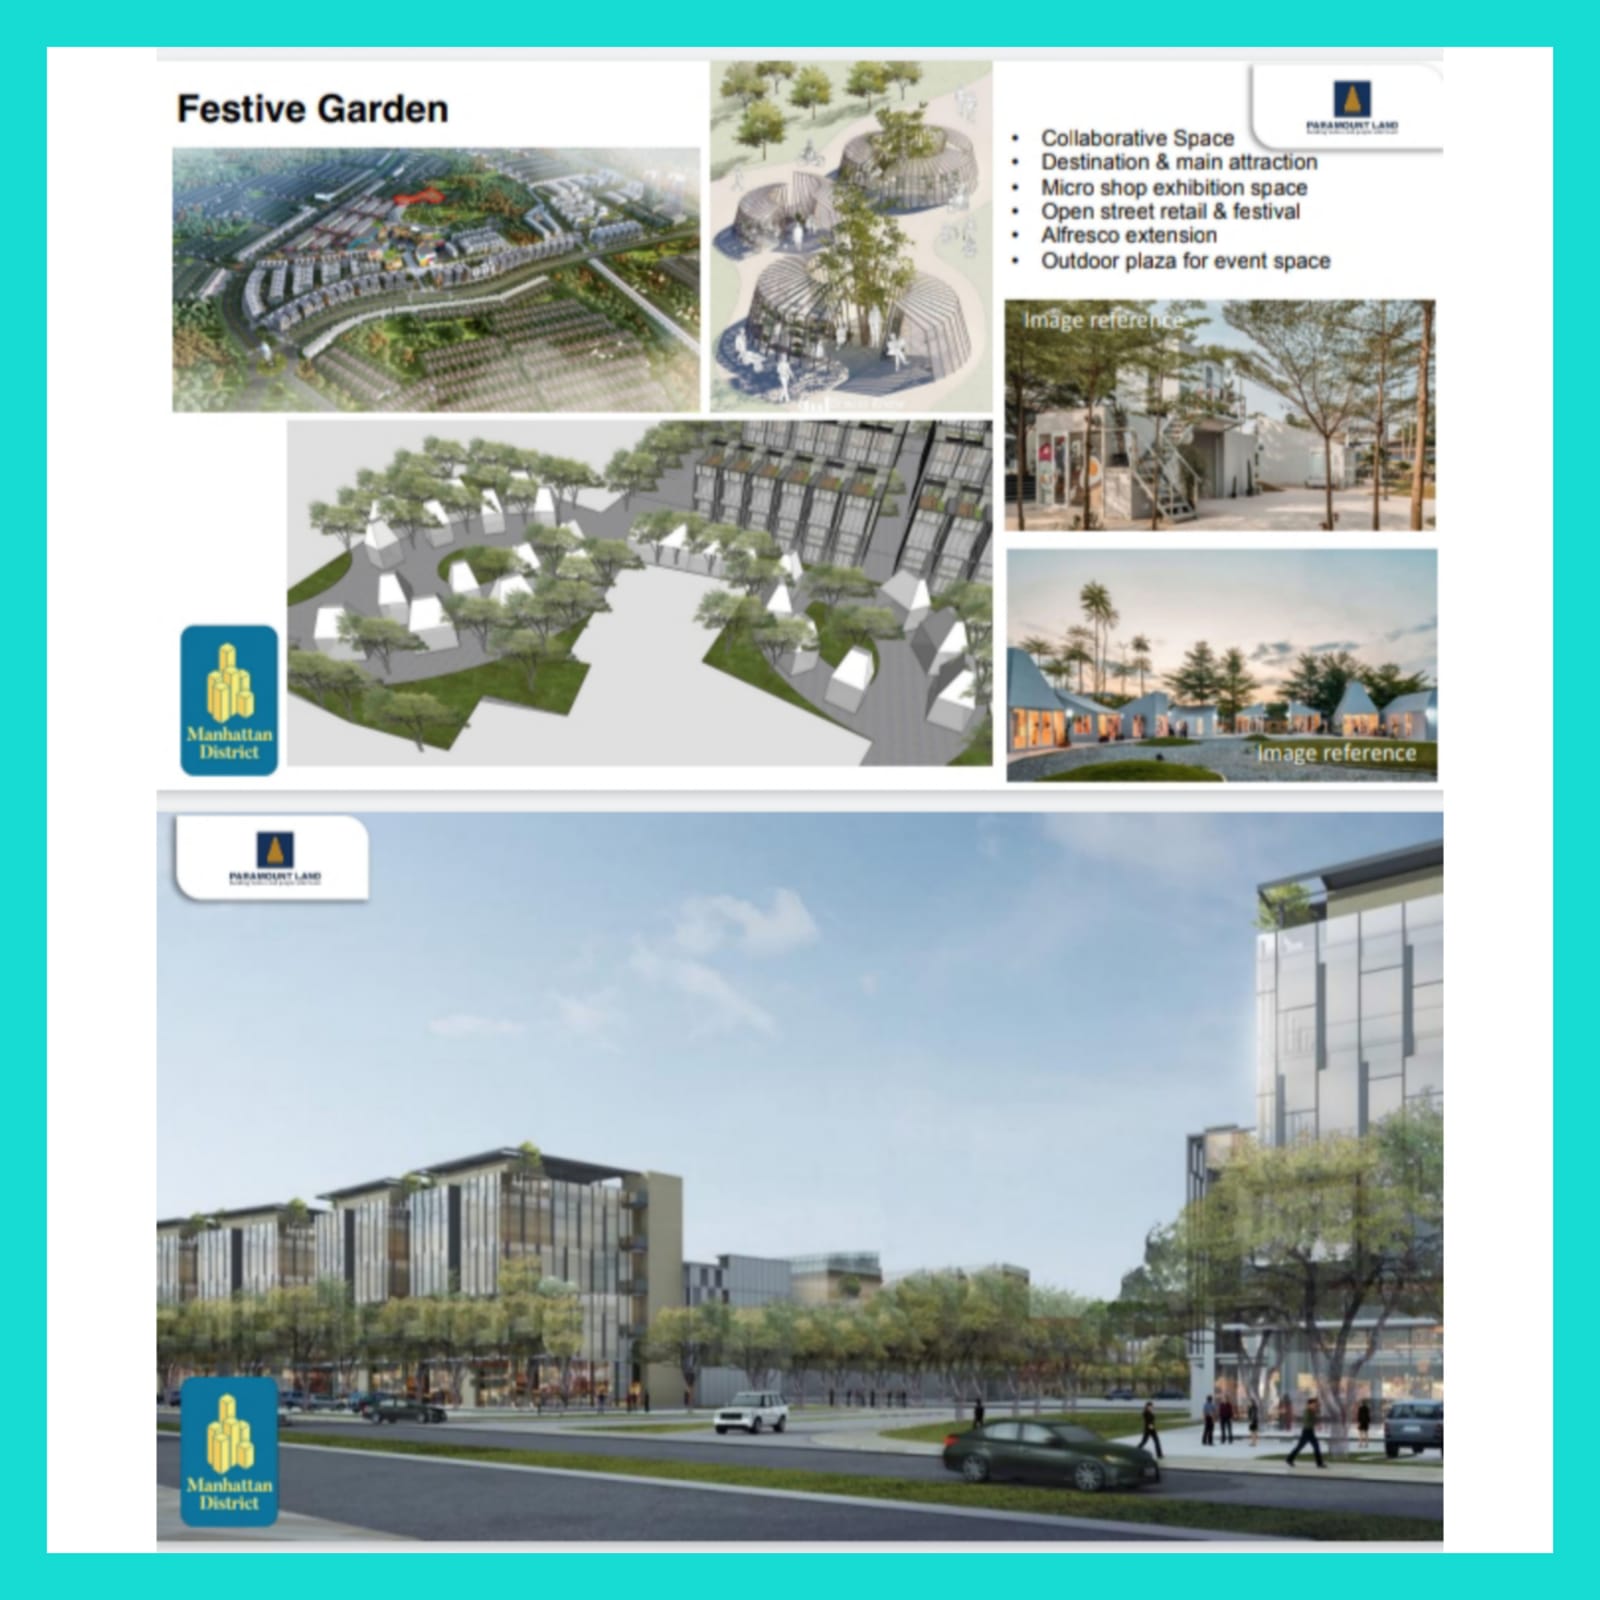 Festive Garden
PARAMOUNT LAND
• Collaborative Space
• Destination & main attraction
• Micro shop exhibition space
• Open street retail & festival
• Alfresco extension
• Outdoor plaza for event space
Image reference
Image reference
Manhattan
District
PARAMOUNT LAND
Manhattan
District